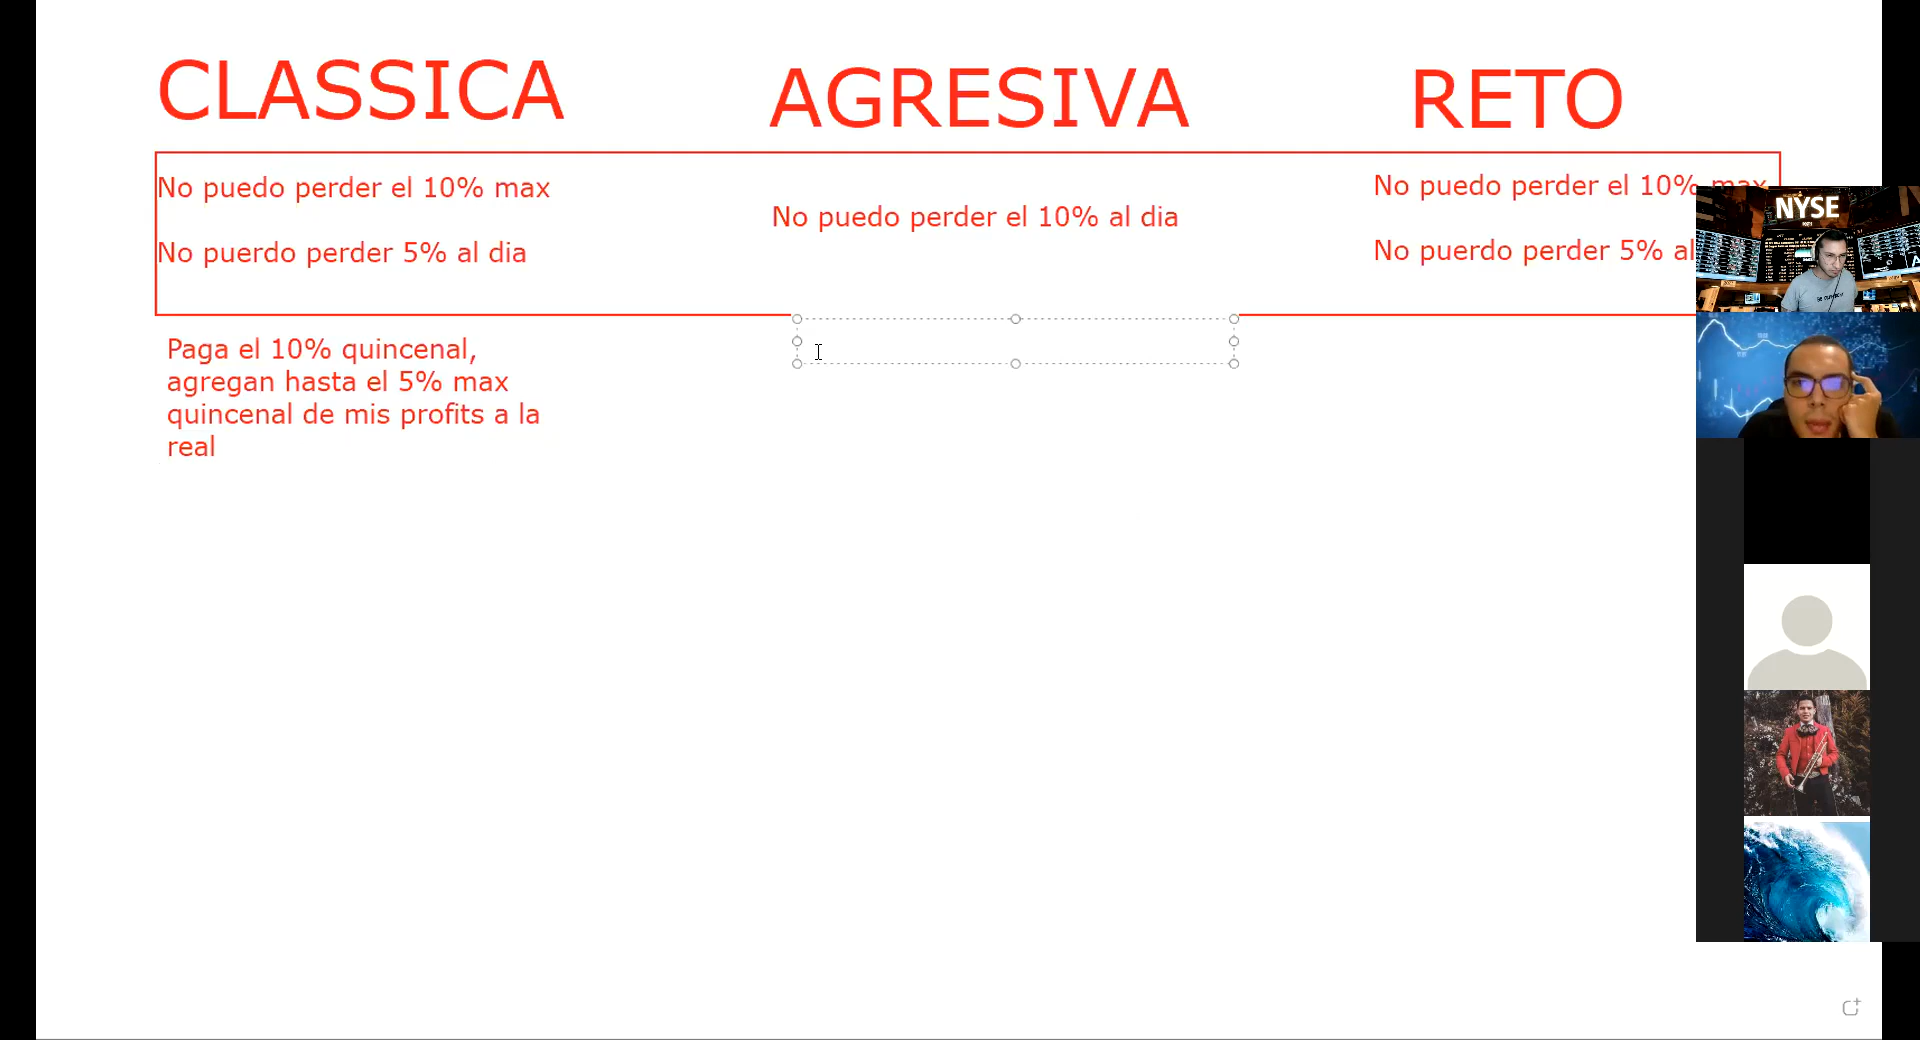 CLASSICA
AGRESIVA
RETO
No puedo perder el 10% max
No puerdo perder 5% al dia
No puedo perder el 10% al dia
No puedo perder el 10% max
No puerdo perder 5% al
Paga el 10% quincenal,
agregan hasta el 5% max
quincenal de mis profits a la
real
NYSE